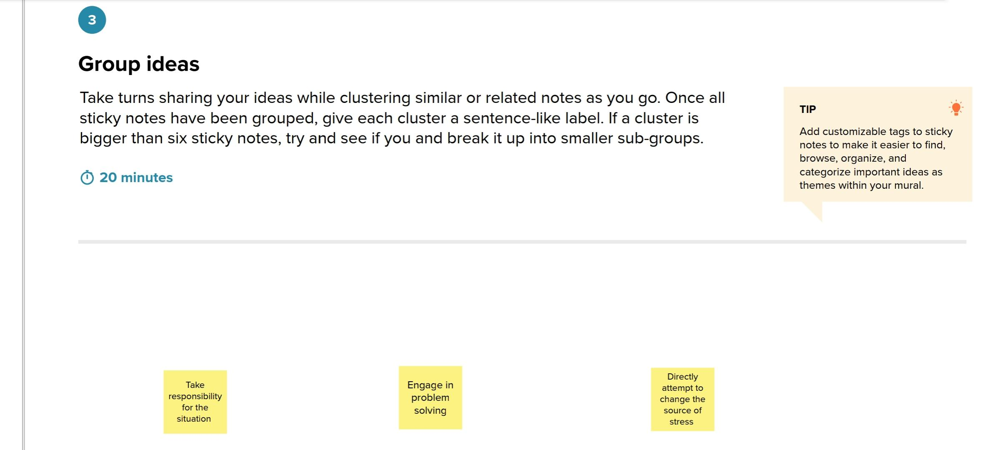 3
Group ideas
Take turns sharing your ideas while clustering similar or related notes as you go. Once all
sticky notes have been grouped, give each cluster a sentence-like label. If a cluster is
bigger than six sticky notes, try and see if you and break it up into smaller sub-groups.
20 minutes
TIP
Add customizable tags to sticky
notes to make it easier to find,
browse, organize, and
categorize important ideas as
themes within your mural.
Take
responsibility
for the
situation
Engage in
problem
solving
Directly
attempt to
change the
source of
stress